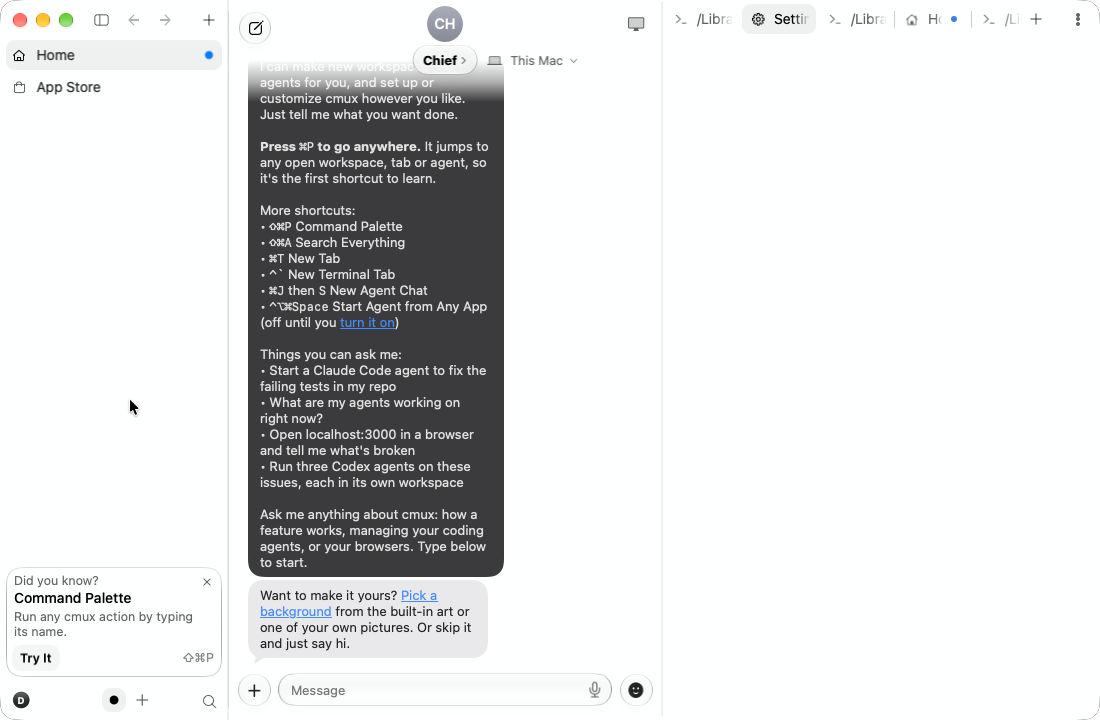 Home
App Store
Did you know?
Command Palette
Run any cmux action by typing
its name.
Try It
⇧⌘P
D
CH
Chief ›
This Mac
I can make new workspac
agents for you, and set up or
customize cmux however you like.
Just tell me what you want done.
Press ⌘P to go anywhere. It jumps to
any open workspace, tab or agent, so
it's the first shortcut to learn.
More shortcuts:
• ⇧⌘P Command Palette
• ⇧⌘A Search Everything
• ⌘T New Tab
• ^` New Terminal Tab
• ⌘J then S New Agent Chat
• ^⌥⌘Space Start Agent from Any App
(off until you turn it on)
Things you can ask me:
• Start a Claude Code agent to fix the
failing tests in my repo
• What are my agents working on
right now?
• Open localhost:3000 in a browser
and tell me what's broken
• Run three Codex agents on these
issues, each in its own workspace
Ask me anything about cmux: how a
feature works, managing your coding
agents, or your browsers. Type below
to start.
Want to make it yours? Pick a
background from the built-in art or
one of your own pictures. Or skip it
and just say hi.
Message
/Libra
Settin
/Libra
Ho
/Li